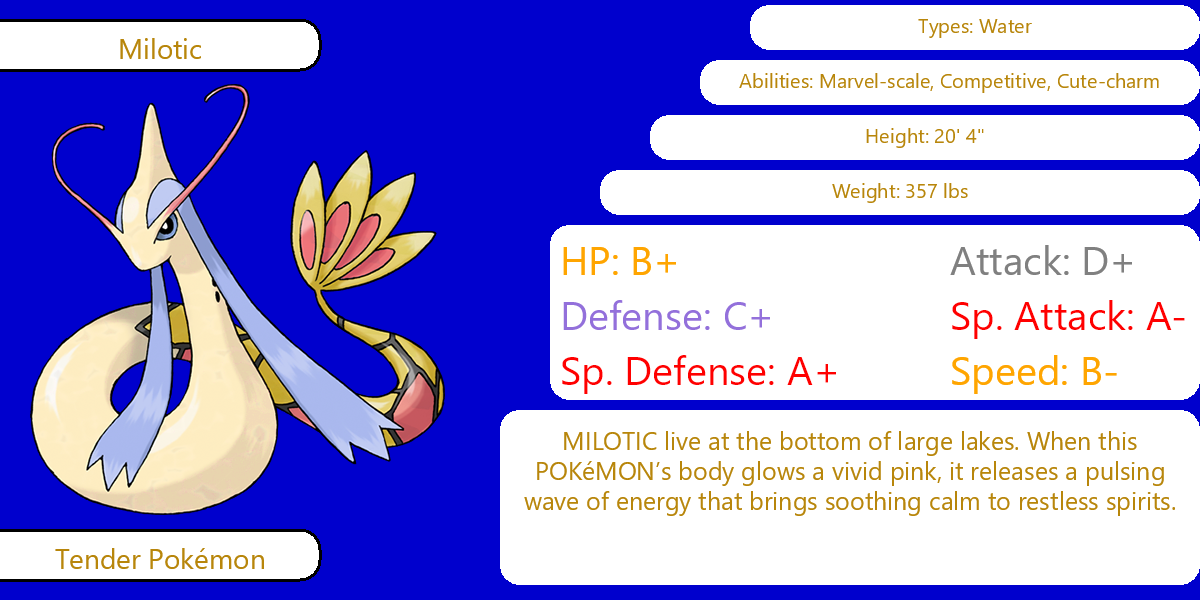 Milotic
Types: Water
Abilities: Marvel-scale, Competitive, Cute-charm
Height: 20' 4"
Weight: 357 lbs
HP: B+
Attack: D+
Defense: C+
Sp. Attack: A-
Sp. Defense: A+
Speed: B-
MILOTIC live at the bottom of large lakes. When this
POKéMON’s body glows a vivid pink, it releases a pulsing
wave of energy that brings soothing calm to restless spirits.
Tender Pokémon